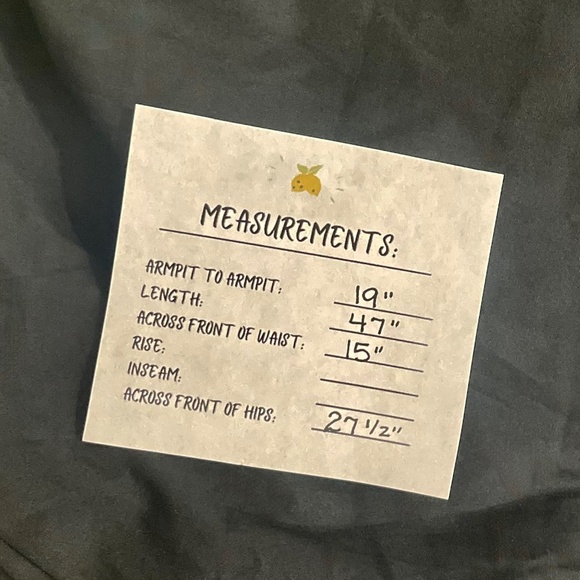 MEASUREMENTS:
ARMPIT TO ARMPIT: 19"
LENGTH: 47"
ACROSS FRONT OF WAIST: 15"
RISE:
INSEAM:
ACROSS FRONT OF HIPS: 27 1/2"